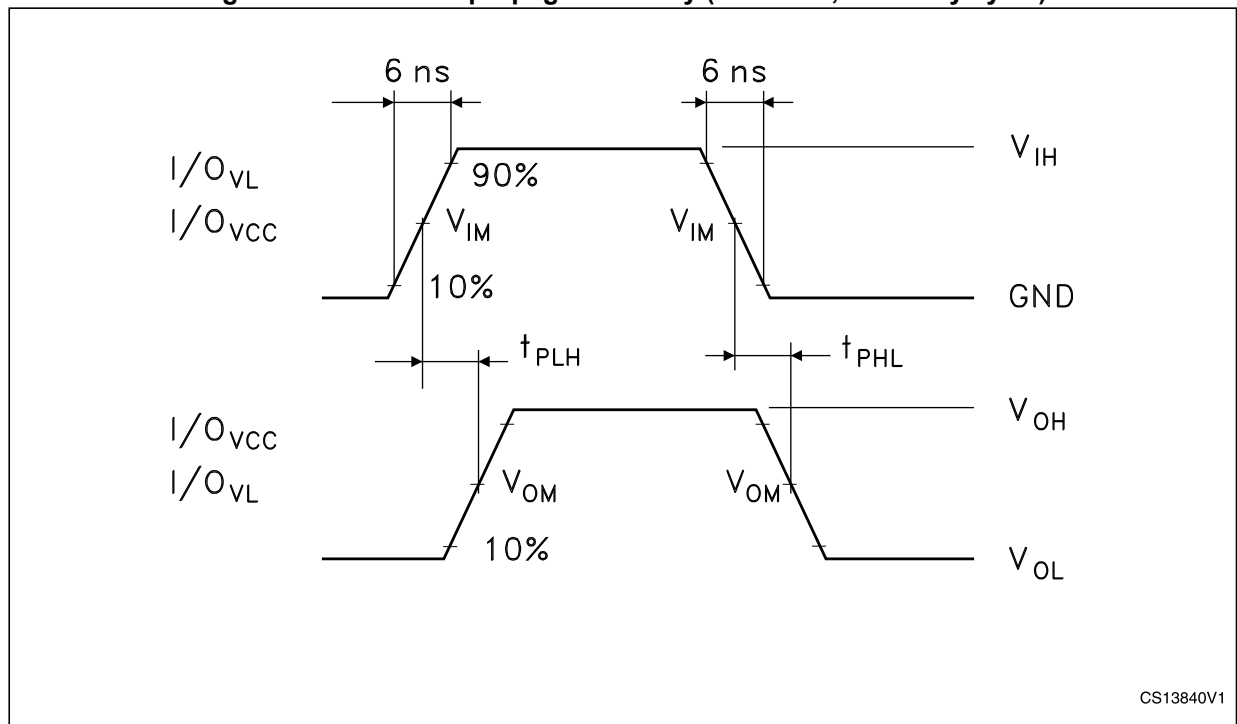 6 ns 6 ns
V_IH
I/O_VL
90%
I/O_VCC
V_IM V_IM
10%
GND
t_PLH t_PHL
V_OH
I/O_VCC
I/O_VL
V_OM V_OM
10%
V_OL
CS13840V1